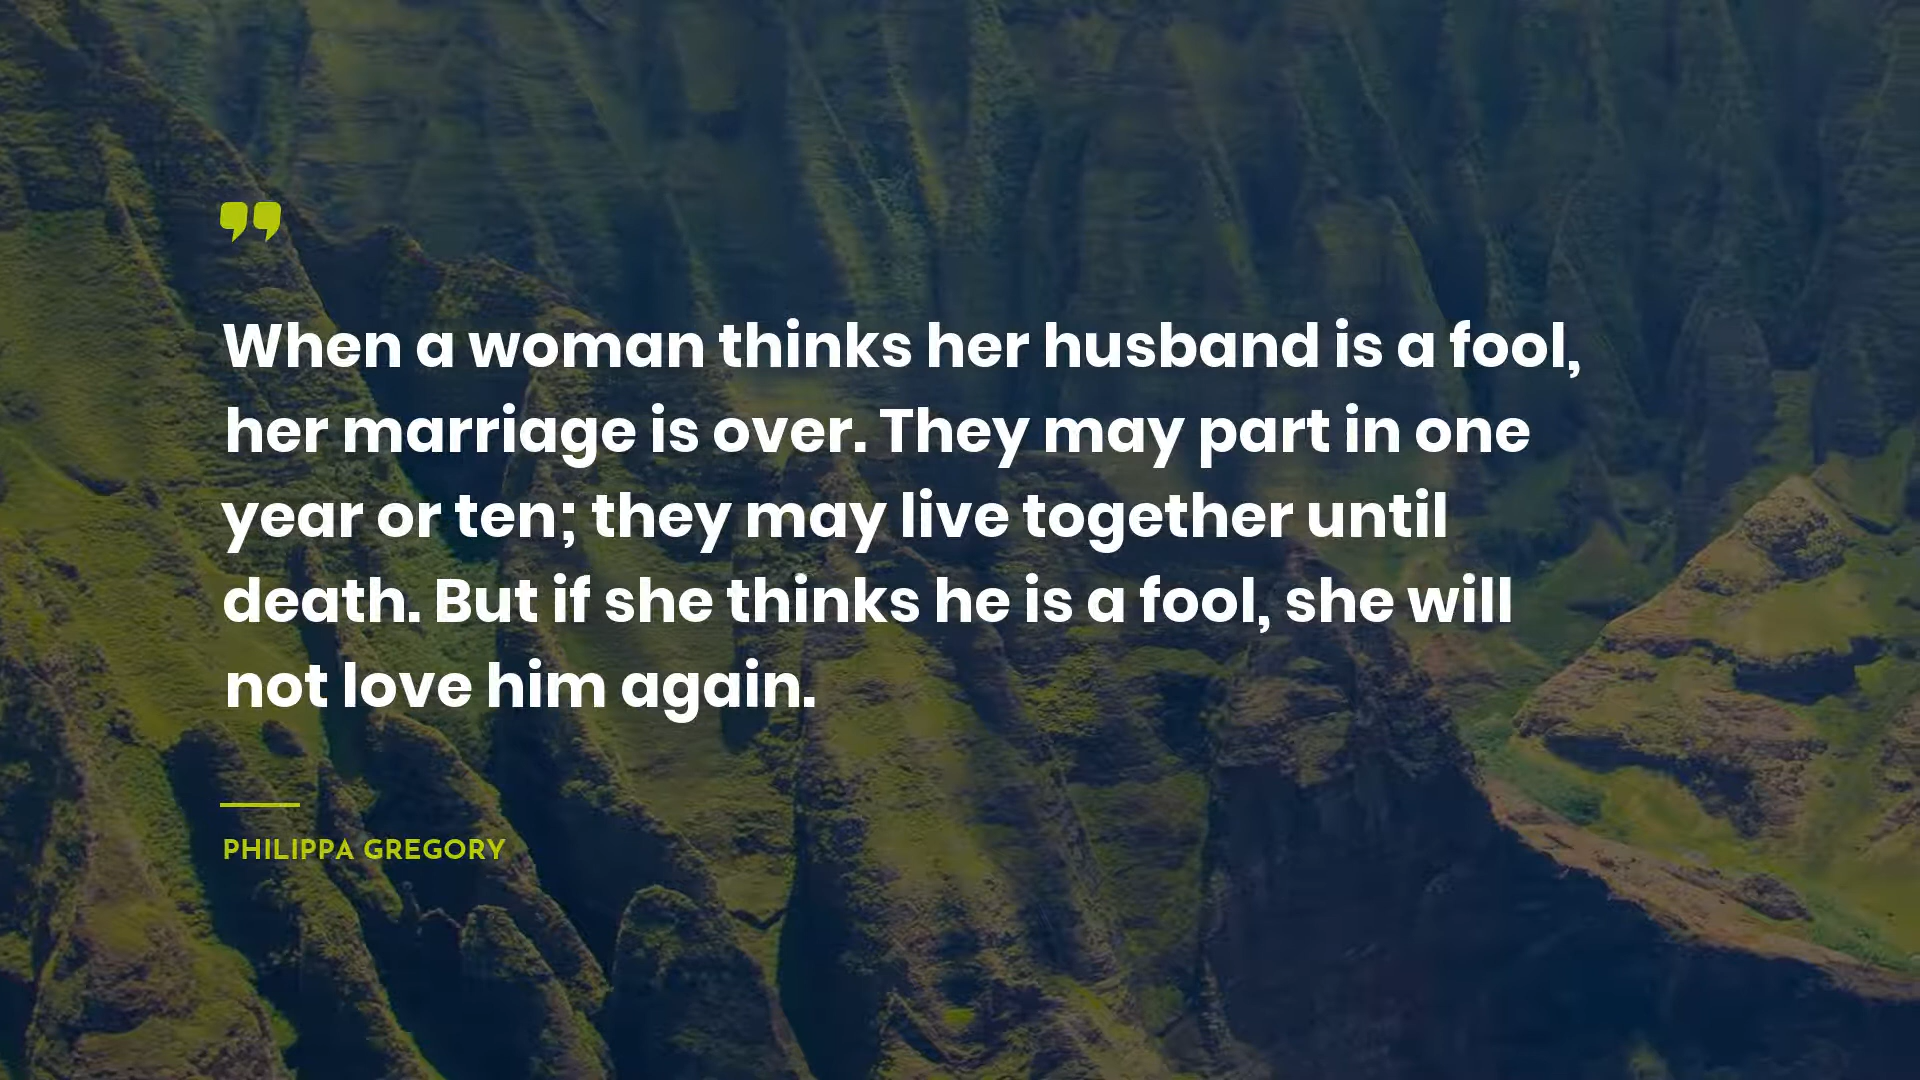 ”
When a woman thinks her husband is a fool,
her marriage is over. They may part in one
year or ten; they may live together until
death. But if she thinks he is a fool, she will
not love him again.
PHILIPPA GREGORY